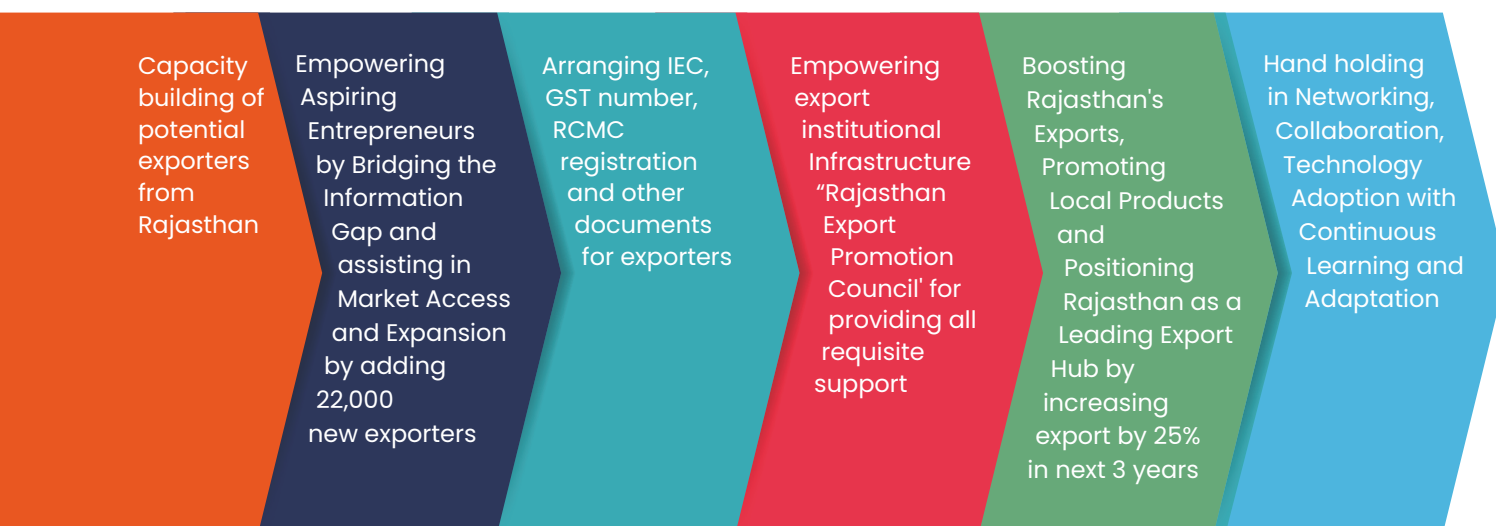 Capacity
building of
potential
exporters
from
Rajasthan
Empowering
Aspiring
Entrepreneurs
by Bridging the
Information
Gap and
assisting in
Market Access
and Expansion
by adding
22,000
new exporters
Arranging IEC,
GST number,
RCMC
registration
and other
documents
for exporters
Empowering
export
institutional
Infrastructure
“Rajasthan
Export
Promotion
Council' for
providing all
requisite
support
Boosting
Rajasthan's
Exports,
Promoting
Local Products
and
Positioning
Rajasthan as a
Leading Export
Hub by
increasing
export by 25%
in next 3 years
Hand holding
in Networking,
Collaboration,
Technology
Adoption with
Continuous
Learning and
Adaptation